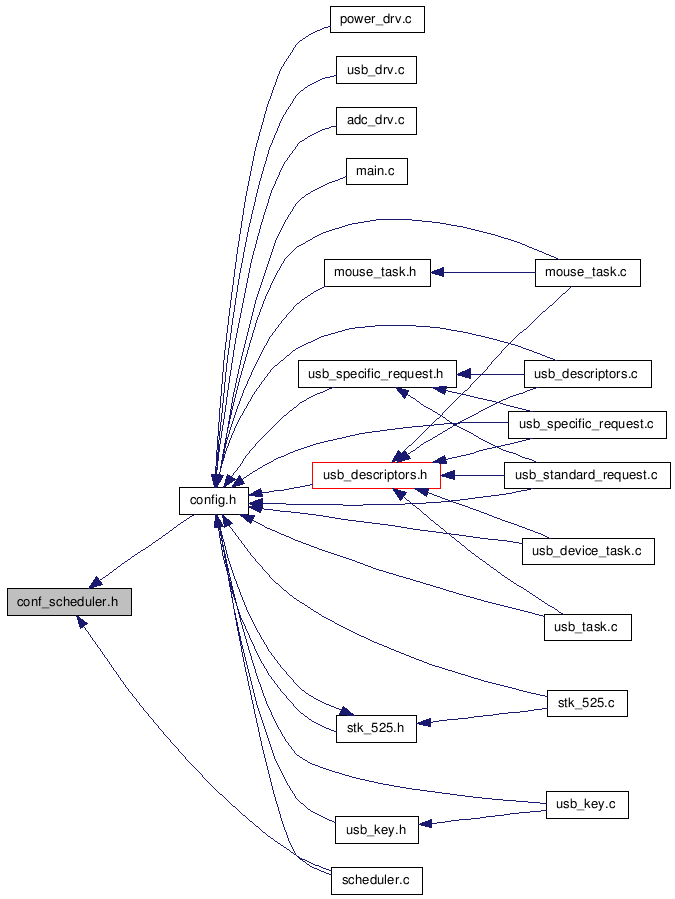 power_drv.c
usb_drv.c
adc_drv.c
main.c
mouse_task.h
mouse_task.c
usb_specific_request.h
usb_descriptors.c
usb_specific_request.c
usb_descriptors.h
usb_standard_request.c
config.h
usb_device_task.c
conf_scheduler.h
usb_task.c
stk_525.c
stk_525.h
usb_key.c
usb_key.h
scheduler.c